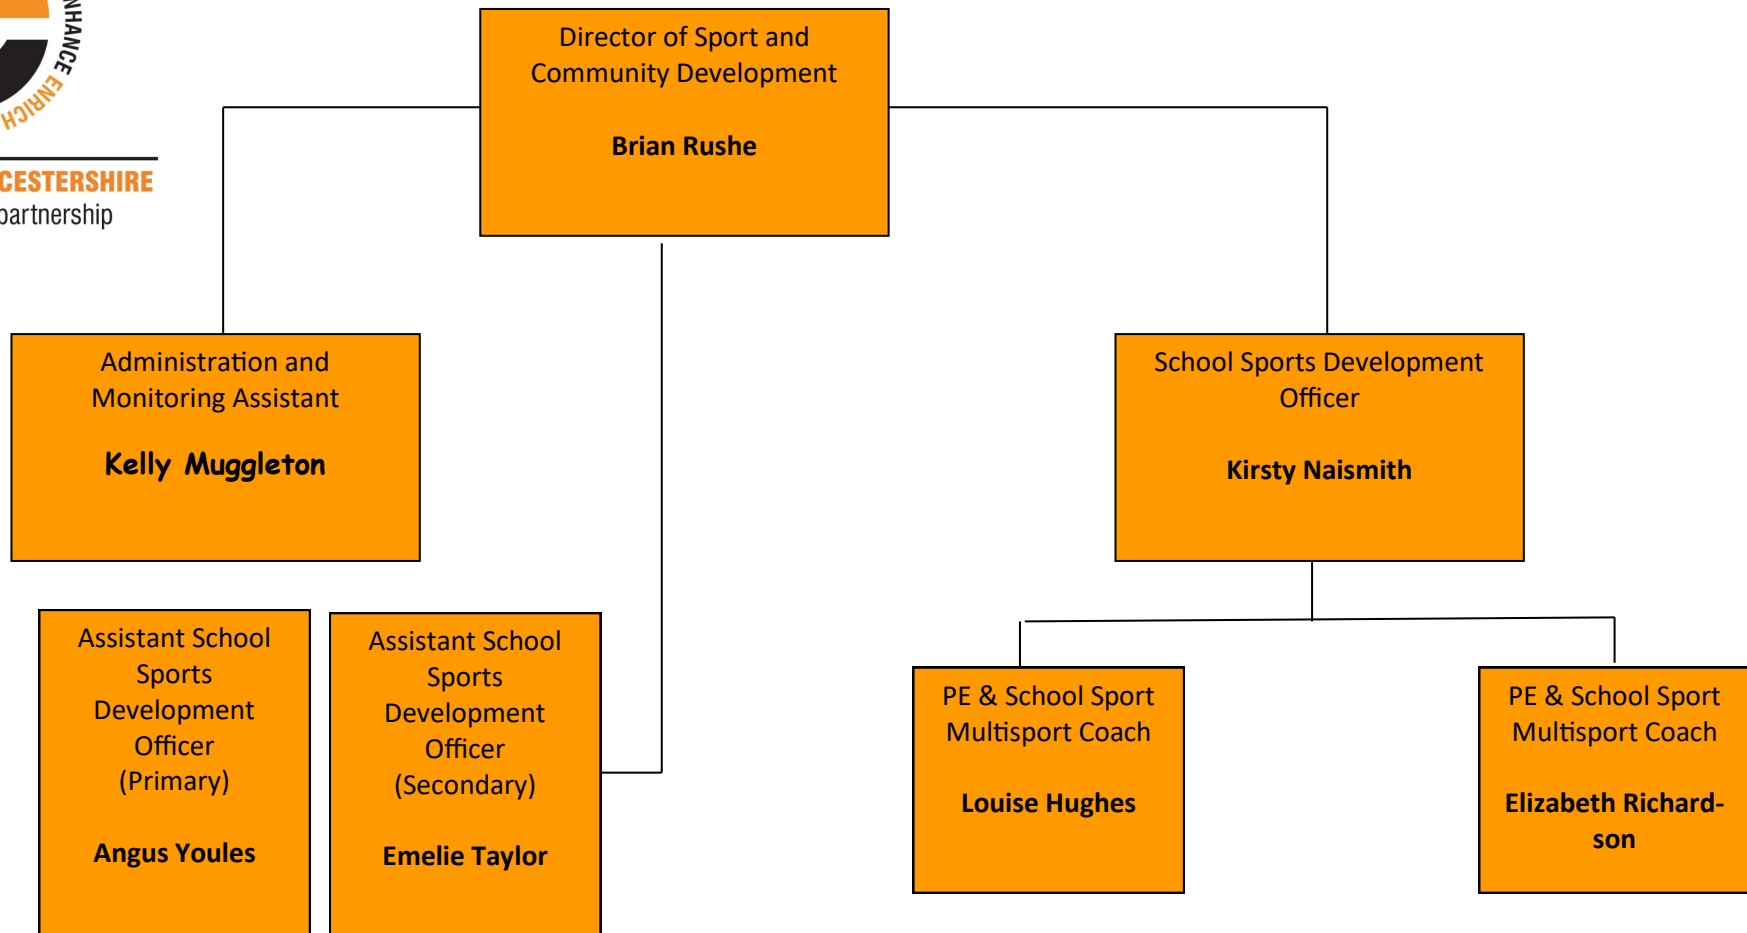 ENRICH
partnership
Director of Sport and
Community Development
Brian Rushe
Administration and
Monitoring Assistant
Kelly Muggleton
School Sports Development
Officer
Kirsty Naismith
Assistant School
Sports
Development
Officer
(Primary)
Angus Youles
Assistant School
Sports
Development
Officer
(Secondary)
Emelie Taylor
PE & School Sport
Multisport Coach
Louise Hughes
PE & School Sport
Multisport Coach
Elizabeth Richard-
son